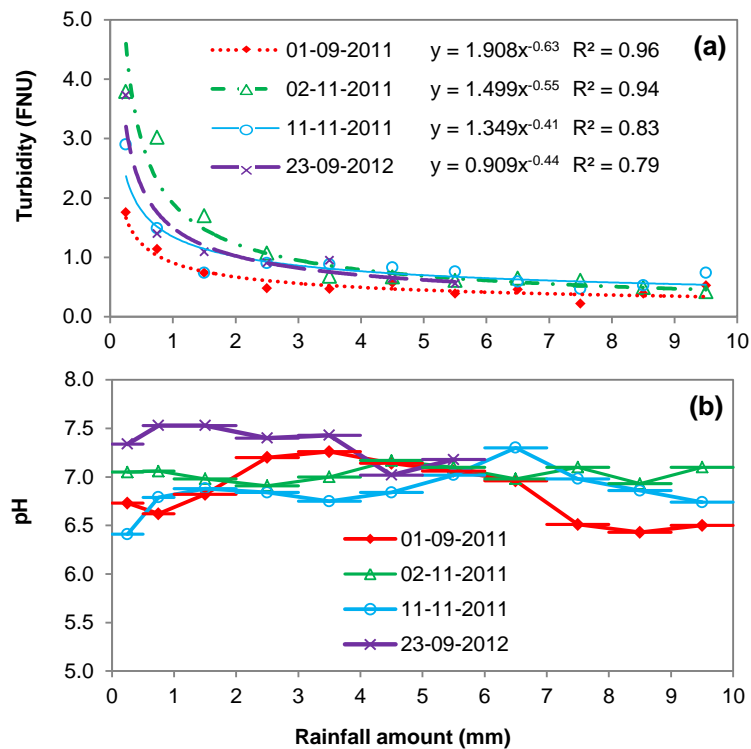 (a)
5.0
4.0
3.0
2.0
1.0
0.0
Turbidity (FNU)
01-09-2011 y = 1.908x^-0.63 R² = 0.96
02-11-2011 y = 1.499x^-0.55 R² = 0.94
11-11-2011 y = 1.349x^-0.41 R² = 0.83
23-09-2012 y = 0.909x^-0.44 R² = 0.79
0 1 2 3 4 5 6 7 8 9 10
(b)
8.0
7.5
7.0
6.5
6.0
5.5
5.0
pH
01-09-2011
02-11-2011
11-11-2011
23-09-2012
0 1 2 3 4 5 6 7 8 9 10
Rainfall amount (mm)